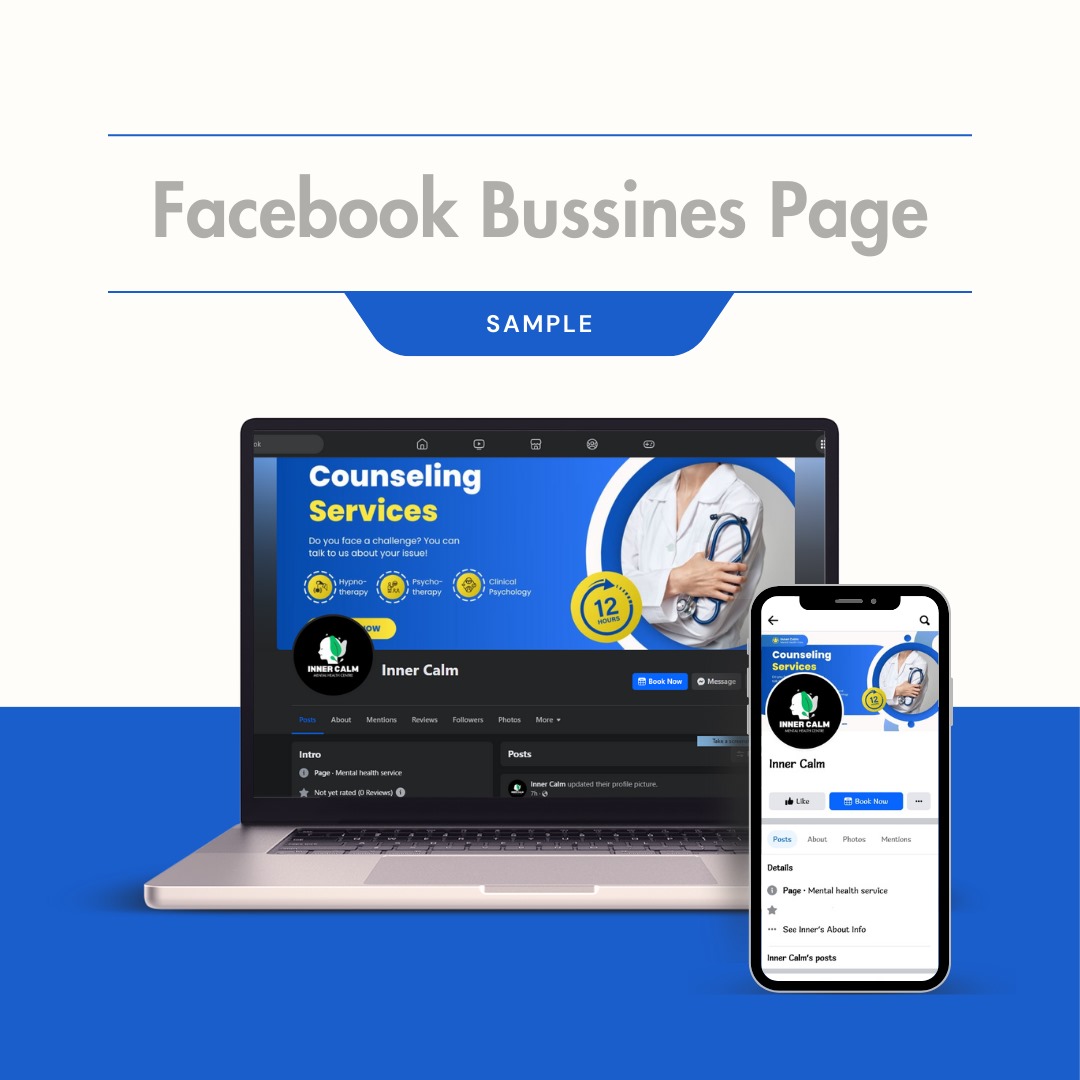 Facebook Bussines Page
SAMPLE
ok
Counseling
Services
Do you face a challenge? You can
talk to us about your issue!
Hypno-
therapy
Psycho-
therapy
Clinical
Psychology
12
HOURS
NOW
INNER CALM
MENTAL HEALTH CENTRE
Inner Calm
Book Now
Message
Posts About Mentions Reviews Followers Photos More
Intro
Page · Mental health service
Not yet rated (0 Reviews)
Posts
Inner Calm updated their profile picture.
7h ·
Counseling
Services
12
INNER CALM
MENTAL HEALTH CENTRE
Inner Calm
Like
Book Now
Posts About Photos Mentions
Details
Page · Mental health service
See Inner's About Info
Inner Calm's posts